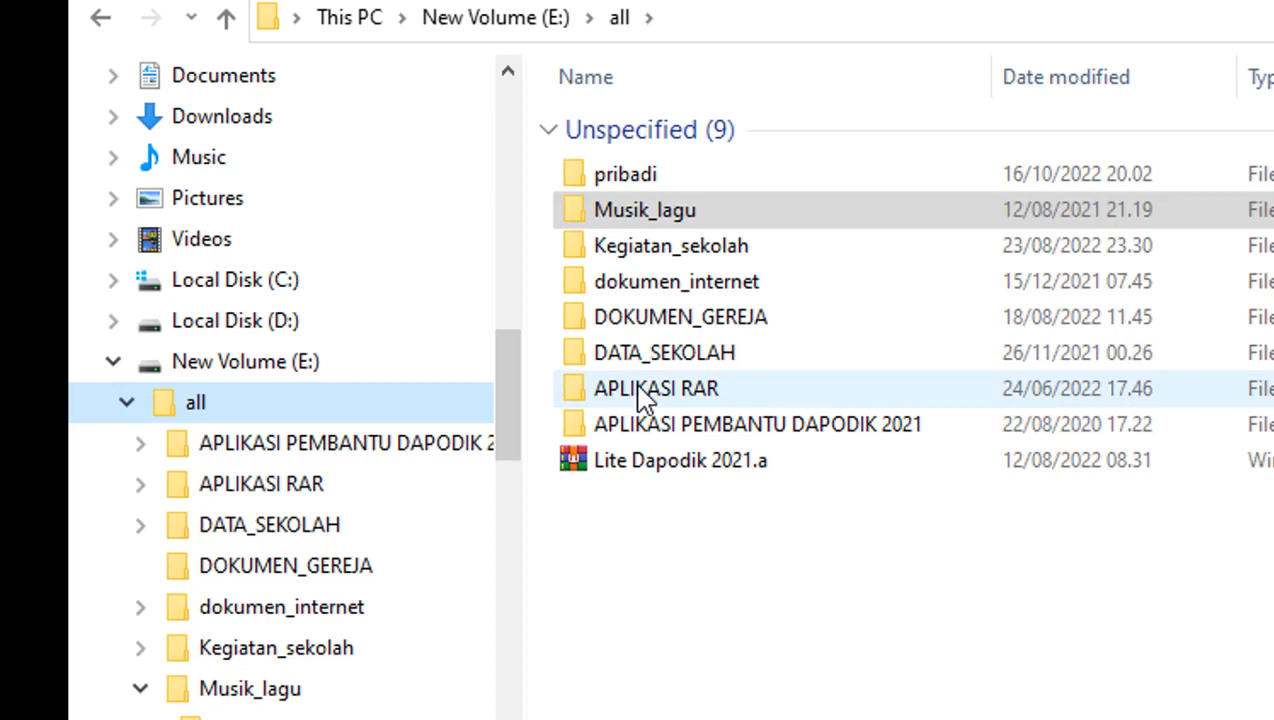 This PC > New Volume (E:) > all >
Documents
Downloads
Music
Pictures
Videos
Local Disk (C:)
Local Disk (D:)
New Volume (E:)
all
APLIKASI PEMBANTU DAPODIK 2
APLIKASI RAR
DATA_SEKOLAH
DOKUMEN_GEREJA
dokumen_internet
Kegiatan_sekolah
Musik_lagu
Name Date modified Typ
Unspecified (9)
pribadi 16/10/2022 20.02 File
Musik_lagu 12/08/2021 21.19 File
Kegiatan_sekolah 23/08/2022 23.30 File
dokumen_internet 15/12/2021 07.45 File
DOKUMEN_GEREJA 18/08/2022 11.45 File
DATA_SEKOLAH 26/11/2021 00.26 File
APLIKASI RAR 24/06/2022 17.46 File
APLIKASI PEMBANTU DAPODIK 2021 22/08/2020 17.22 File
Lite Dapodik 2021.a 12/08/2022 08.31 Win